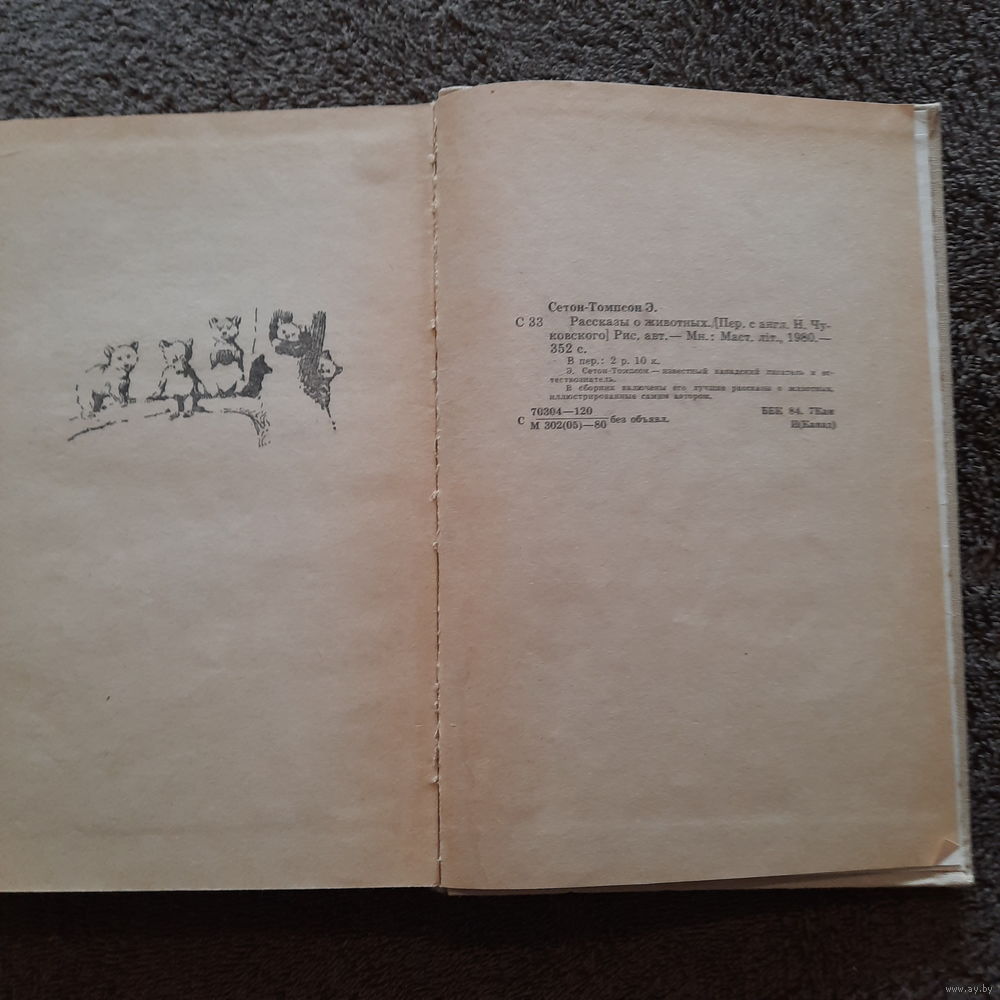 Сетон-Томпсон Э.
С 33 Рассказы о животных./[Пер. с англ. Н. Чу-
ковского] Рис. авт.— Мн.: Маст. літ., 1980.—
352 с.
В пер.: 2 р. 10 к.
Э. Сетон-Томпсон — известный канадский писатель и ес-
тествоиспатель.
В сборник включены его лучшие рассказы о животных,
иллюстрированные самим автором.
С 70304—120 без объявл. ББК 84. 7Кан
М 302(05)—80 И(Канад)
www.ay.by